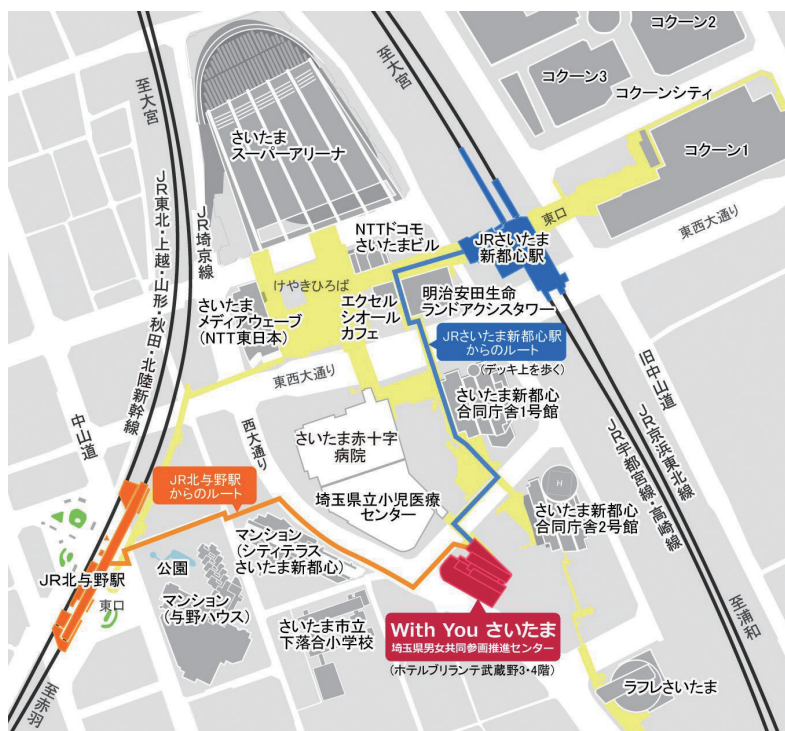 コクーン2
コクーン3
コクーンシティ
コクーン1
至大宮
至大宮
さいたま
スーパーアリーナ
JR東北・上越・山形・秋田・北陸新幹線
JR埼京線
NTTドコモ
さいたまビル
JRさいたま
新都心駅
東口
東西大通り
けやきひろば
さいたま
メディアウェーブ
(NTT東日本)
エクセル
シオール
カフェ
明治安田生命
ランドアクシスタワー
JRさいたま新都心駅
からのルート
(デッキ上を歩く)
東西大通り
さいたま新都心
合同庁舎1号館
旧中山道
JR京浜東北線
JR宇都宮線・高崎線
中山道
西大通り
さいたま赤十字
病院
JR北与野駅
からのルート
埼玉県立小児医療
センター
N
さいたま新都心
合同庁舎2号館
マンション
(シティテラス
さいたま新都心)
公園
JR北与野駅
東口
マンション
(与野ハウス)
さいたま市立
下落合小学校
With You さいたま
埼玉県男女共同参画推進センター
(ホテルブリランテ武蔵野3・4階)
至浦和
ラフレさいたま
至赤羽